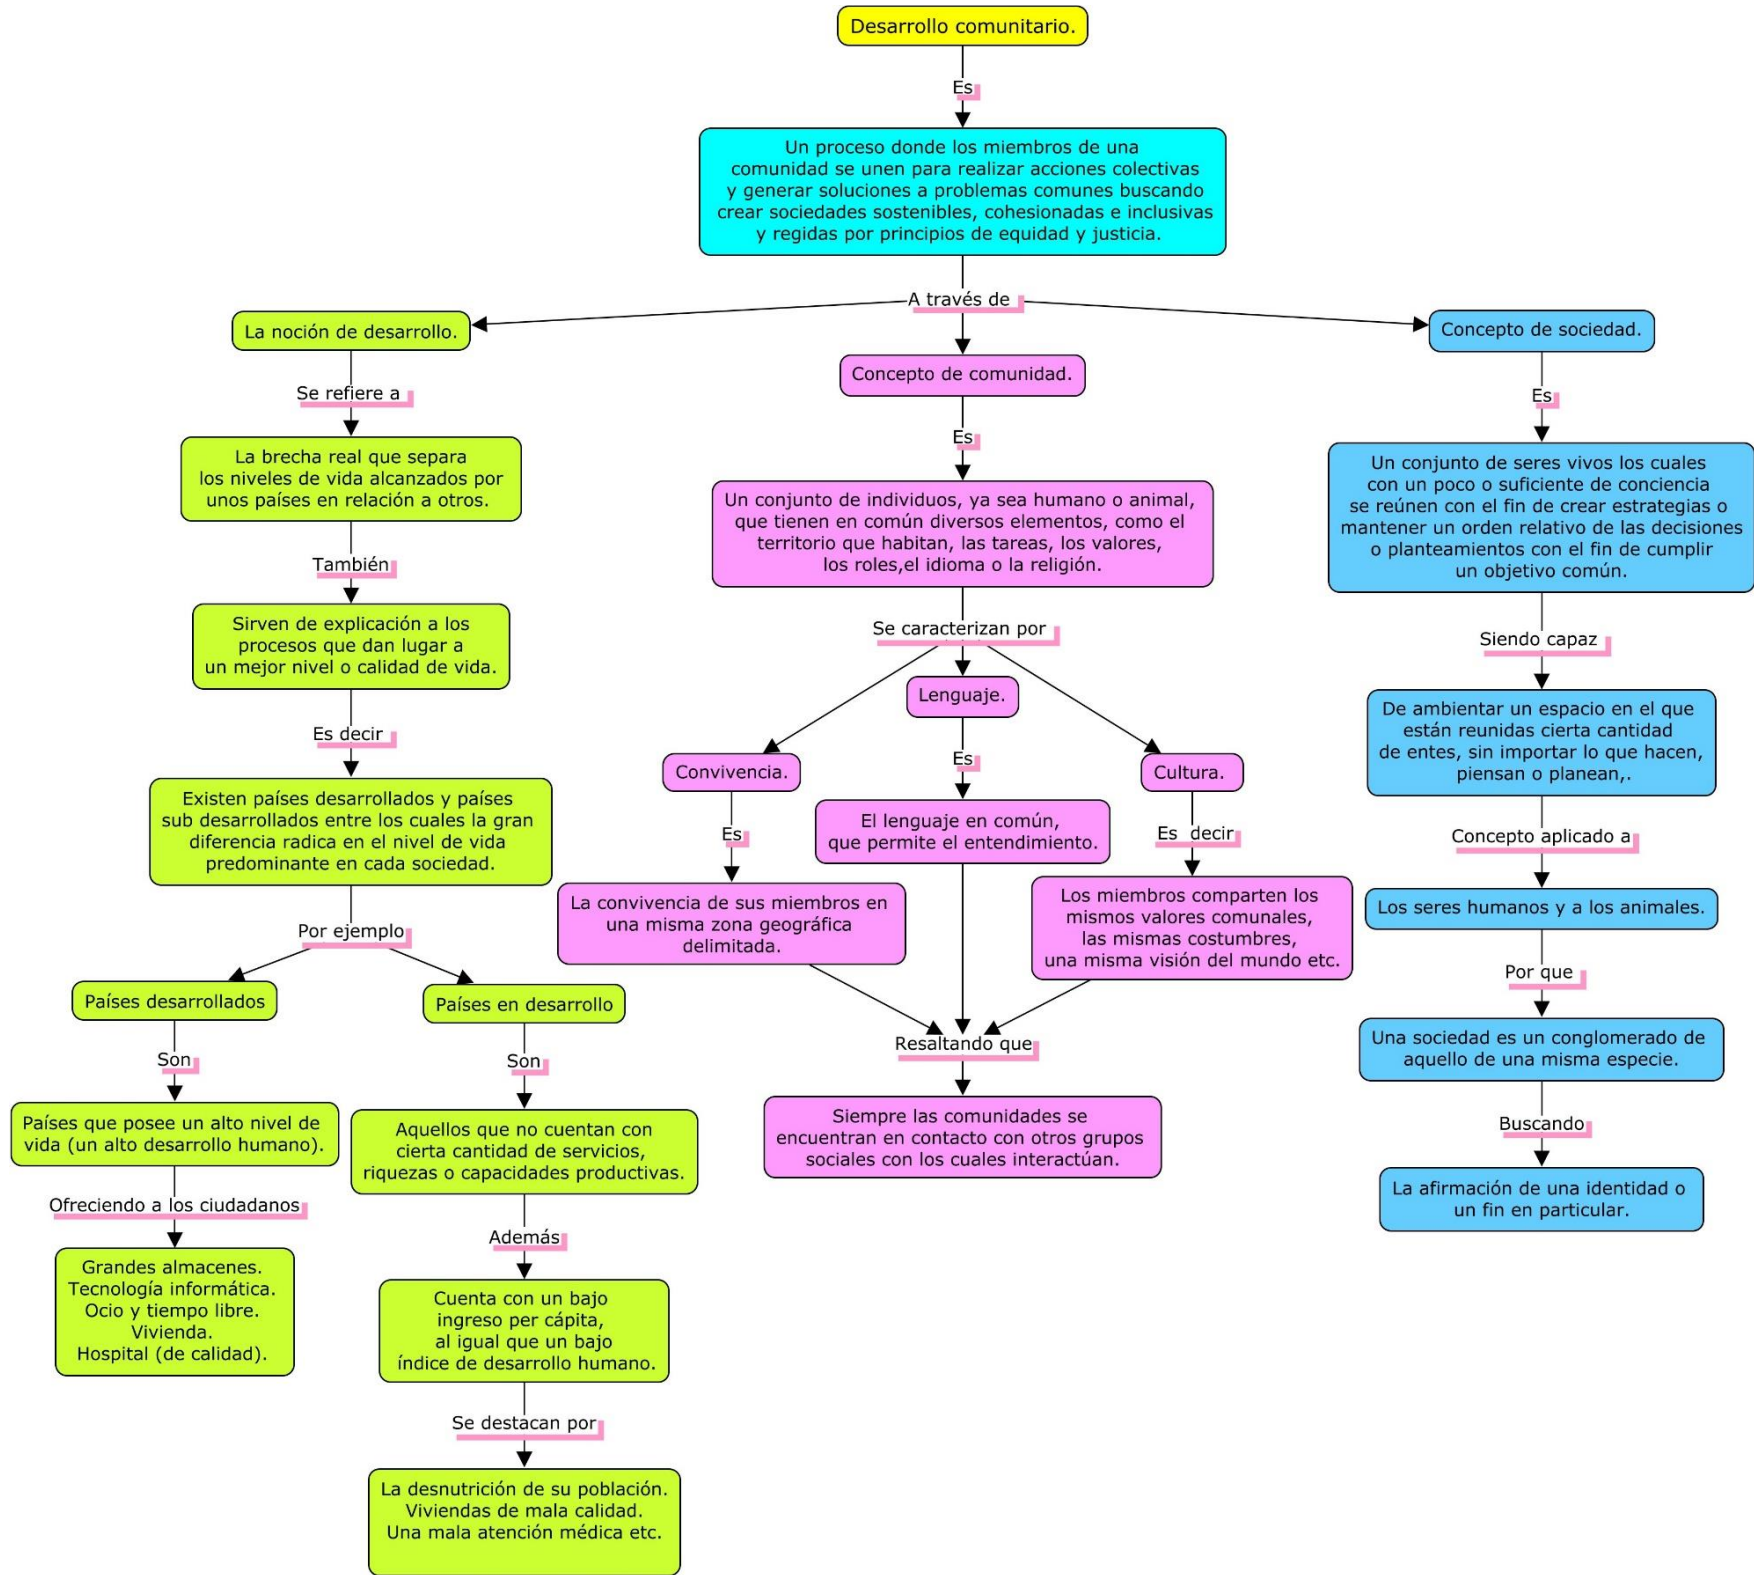 Desarrollo comunitario.
Es
Un proceso donde los miembros de una
comunidad se unen para realizar acciones colectivas
y generar soluciones a problemas comunes buscando
crear sociedades sostenibles, cohesionadas e inclusivas
y regidas por principios de equidad y justicia.
A través de
La noción de desarrollo.
Se refiere a
La brecha real que separa
los niveles de vida alcanzados por
unos países en relación a otros.
También
Sirven de explicación a los
procesos que dan lugar a
un mejor nivel o calidad de vida.
Es decir
Existen países desarrollados y países
sub desarrollados entre los cuales la gran
diferencia radica en el nivel de vida
predominante en cada sociedad.
Por ejemplo
Países desarrollados
Son
Países que posee un alto nivel de
vida (un alto desarrollo humano).
Ofreciendo a los ciudadanos
Grandes almacenes.
Tecnología informática.
Ocio y tiempo libre.
Vivienda.
Hospital (de calidad).
Países en desarrollo
Son
Aquellos que no cuentan con
cierta cantidad de servicios,
riquezas o capacidades productivas.
Además
Cuenta con un bajo
ingreso per cápita,
al igual que un bajo
índice de desarrollo humano.
Se destacan por
La desnutrición de su población.
Viviendas de mala calidad.
Una mala atención médica etc.
Concepto de comunidad.
Es
Un conjunto de individuos, ya sea humano o animal,
que tienen en común diversos elementos, como el
territorio que habitan, las tareas, los valores,
los roles,el idioma o la religión.
Se caracterizan por
Convivencia.
Es
La convivencia de sus miembros en
una misma zona geográfica
delimitada.
Lenguaje.
Es
El lenguaje en común,
que permite el entendimiento.
Cultura.
Es  decir
Los miembros comparten los
mismos valores comunales,
las mismas costumbres,
una misma visión del mundo etc.
Resaltando que
Siempre las comunidades se
encuentran en contacto con otros grupos
sociales con los cuales interactúan.
Concepto de sociedad.
Es
Un conjunto de seres vivos los cuales
con un poco o suficiente de conciencia
se reúnen con el fin de crear estrategias o
mantener un orden relativo de las decisiones
o planteamientos con el fin de cumplir
un objetivo común.
Siendo capaz
De ambientar un espacio en el que
están reunidas cierta cantidad
de entes, sin importar lo que hacen,
piensan o planean,.
Concepto aplicado a
Los seres humanos y a los animales.
Por que
Una sociedad es un conglomerado de
aquello de una misma especie.
Buscando
La afirmación de una identidad o
un fin en particular.